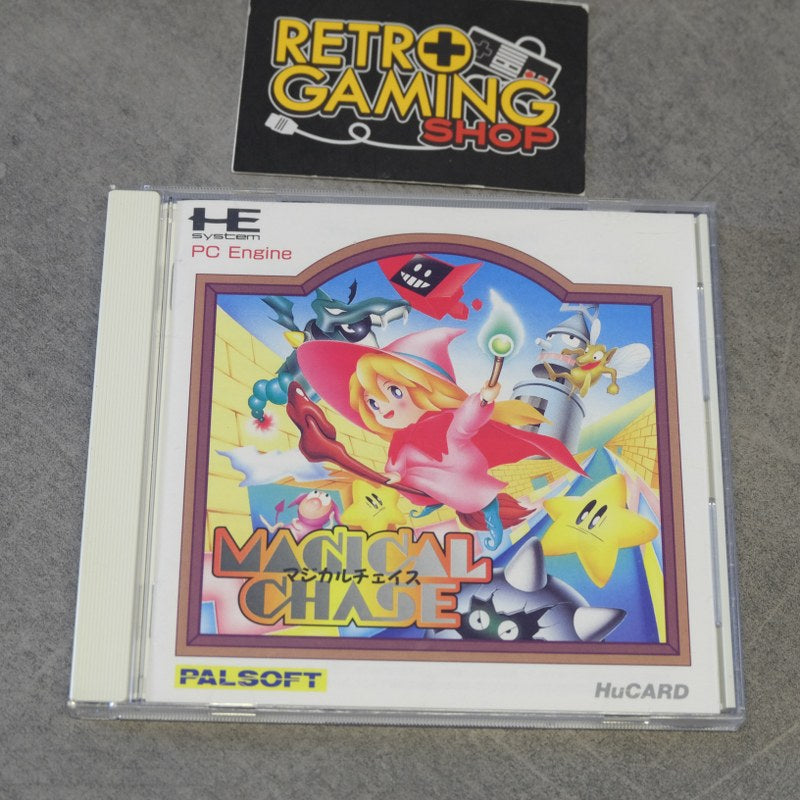 RETRO
GAMING
SHOP
HE
system
PC Engine
MAGICAL
マジカルチェイス
CHASE
PALSOFT
HuCARD